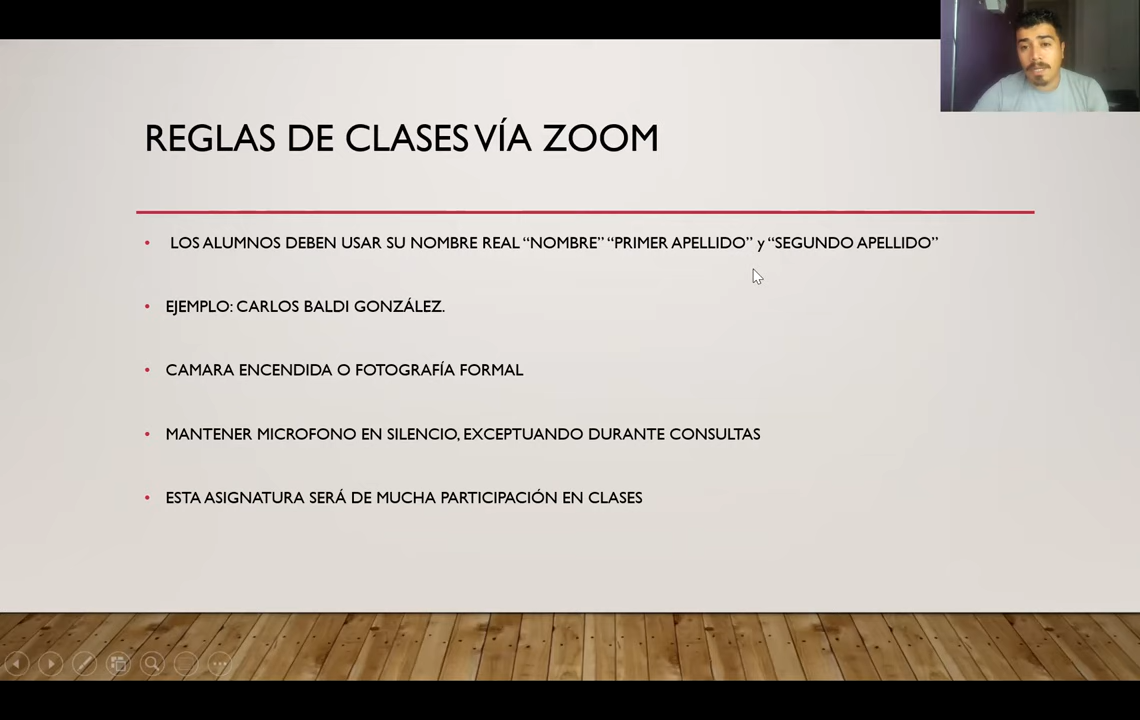 REGLAS DE CLASES VÍA ZOOM
• LOS ALUMNOS DEBEN USAR SU NOMBRE REAL “NOMBRE” “PRIMER APELLIDO” y “SEGUNDO APELLIDO”
• EJEMPLO: CARLOS BALDI GONZÁLEZ.
• CAMARA ENCENDIDA O FOTOGRAFÍA FORMAL
• MANTENER MICROFONO EN SILENCIO, EXCEPTUANDO DURANTE CONSULTAS
• ESTA ASIGNATURA SERÁ DE MUCHA PARTICIPACIÓN EN CLASES